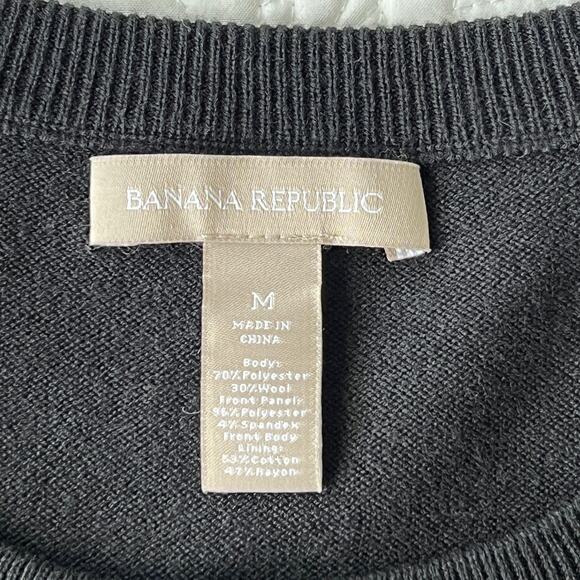 BANANA REPUBLIC
M
MADE IN
CHINA
Body:
70%Polyester
30%Wool
Front Panel:
96%Polyester
4%Spandex
Front Body
Lining:
53%Cotton
47%Rayon